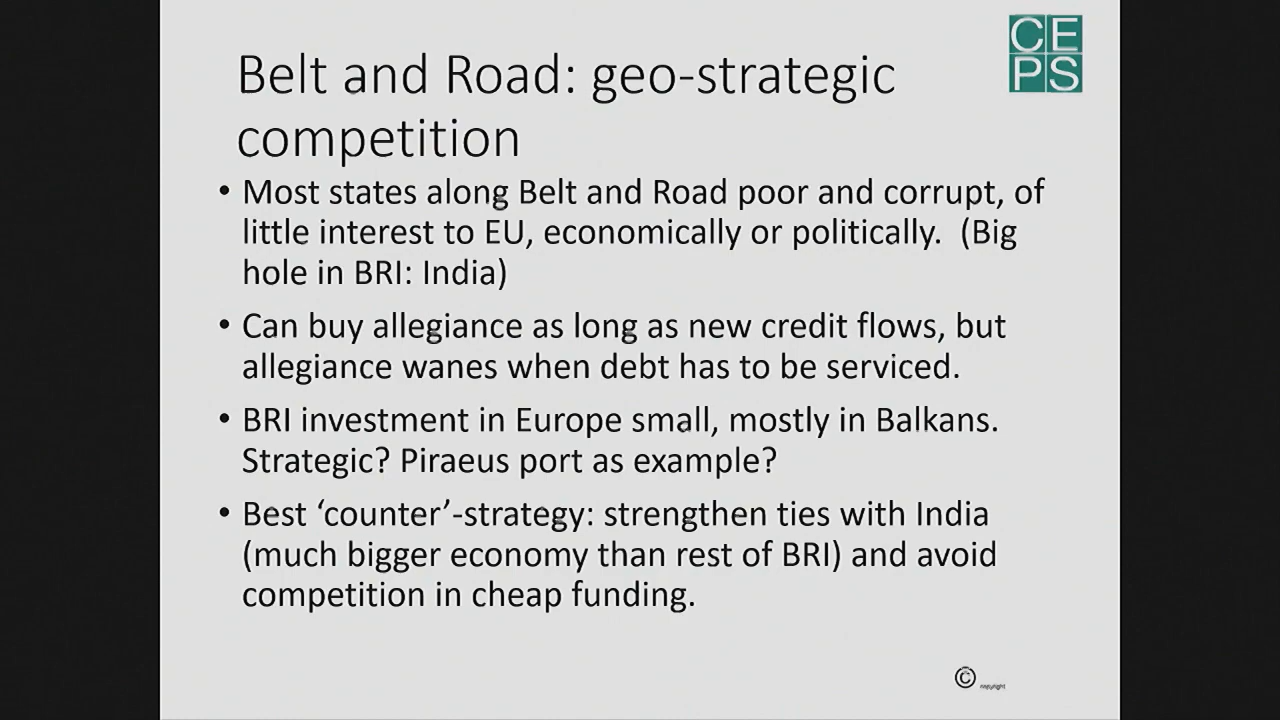 CE
PS
Belt and Road: geo-strategic
competition
• Most states along Belt and Road poor and corrupt, of
little interest to EU, economically or politically.  (Big
hole in BRI: India)
• Can buy allegiance as long as new credit flows, but
allegiance wanes when debt has to be serviced.
• BRI investment in Europe small, mostly in Balkans.
Strategic? Piraeus port as example?
• Best ‘counter’-strategy: strengthen ties with India
(much bigger economy than rest of BRI) and avoid
competition in cheap funding.
© copyright